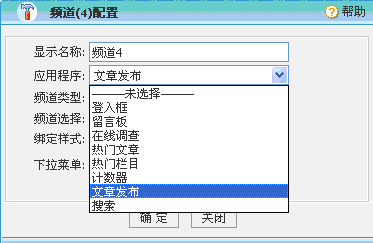 频道(4)配置
帮助
显示名称: 频道4
应用程序: 文章发布
频道类型: ———未选择———
登入框
频道选择: 留言板
在线调查
绑定样式: 热门文章
下拉菜单: 热门栏目
计数器
文章发布
搜索
确 定 关闭